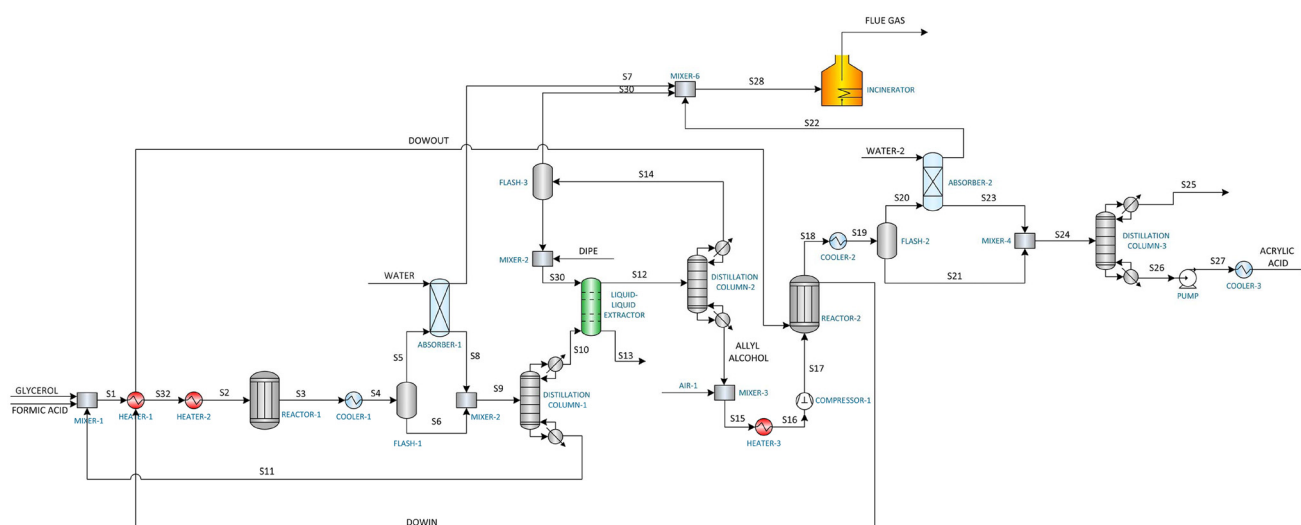 FLUE GAS
S7
MIXER-6
S28
S30
INCINERATOR
S22
DOWOUT
WATER-2
ABSORBER-2
FLASH-3
S14
S20
S23
S25
S18
S19
FLASH-2
MIXER-4
S24
DISTILLATION
COLUMN-3
ACRYLIC
ACID
MIXER-2
DIPE
COOLER-2
S21
S26
S27
PUMP
COOLER-3
WATER
S30
S12
LIQUID-
LIQUID
EXTRACTOR
DISTILLATION
COLUMN-2
REACTOR-2
ABSORBER-1
S5
S8
S10
S13
ALLYL
ALCOHOL
S17
GLYCEROL
FORMIC ACID
MIXER-1
S1
HEATER-1
S32
HEATER-2
S2
REACTOR-1
S3
COOLER-1
S4
FLASH-1
S6
MIXER-2
S9
DISTILLATION
COLUMN-1
AIR-1
MIXER-3
COMPRESSOR-1
S15
S16
HEATER-3
S11
DOWIN